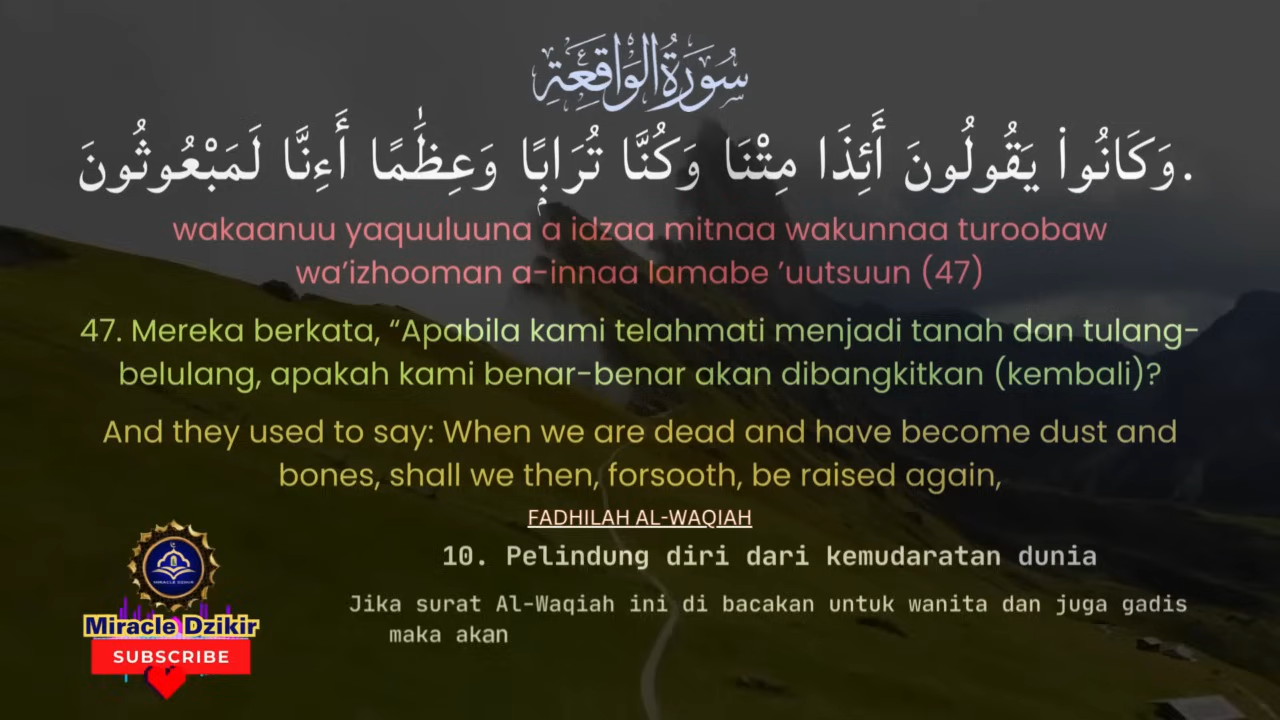 سُورَةُ الْوَاقِعَةِ
وَكَانُوا۟ يَقُولُونَ أَئِذَا مِتْنَا وَكُنَّا تُرَابًۭا وَعِظَٰمًا أَءِنَّا لَمَبْعُوثُونَ.
wakaanuu yaquuluuna a idzaa mitnaa wakunnaa turoobaw
wa’izhooman a-innaa lamabe ’uutsuun (47)
47. Mereka berkata, “Apabila kami telahmati menjadi tanah dan tulang-
belulang, apakah kami benar-benar akan dibangkitkan (kembali)?
And they used to say: When we are dead and have become dust and
bones, shall we then, forsooth, be raised again,
FADHILAH AL-WAQIAH
10. Pelindung diri dari kemudaratan dunia
Jika surat Al-Waqiah ini di bacakan untuk wanita dan juga gadis
maka akan
MIRACLE DZIKIR
Miracle Dzikir
SUBSCRIBE